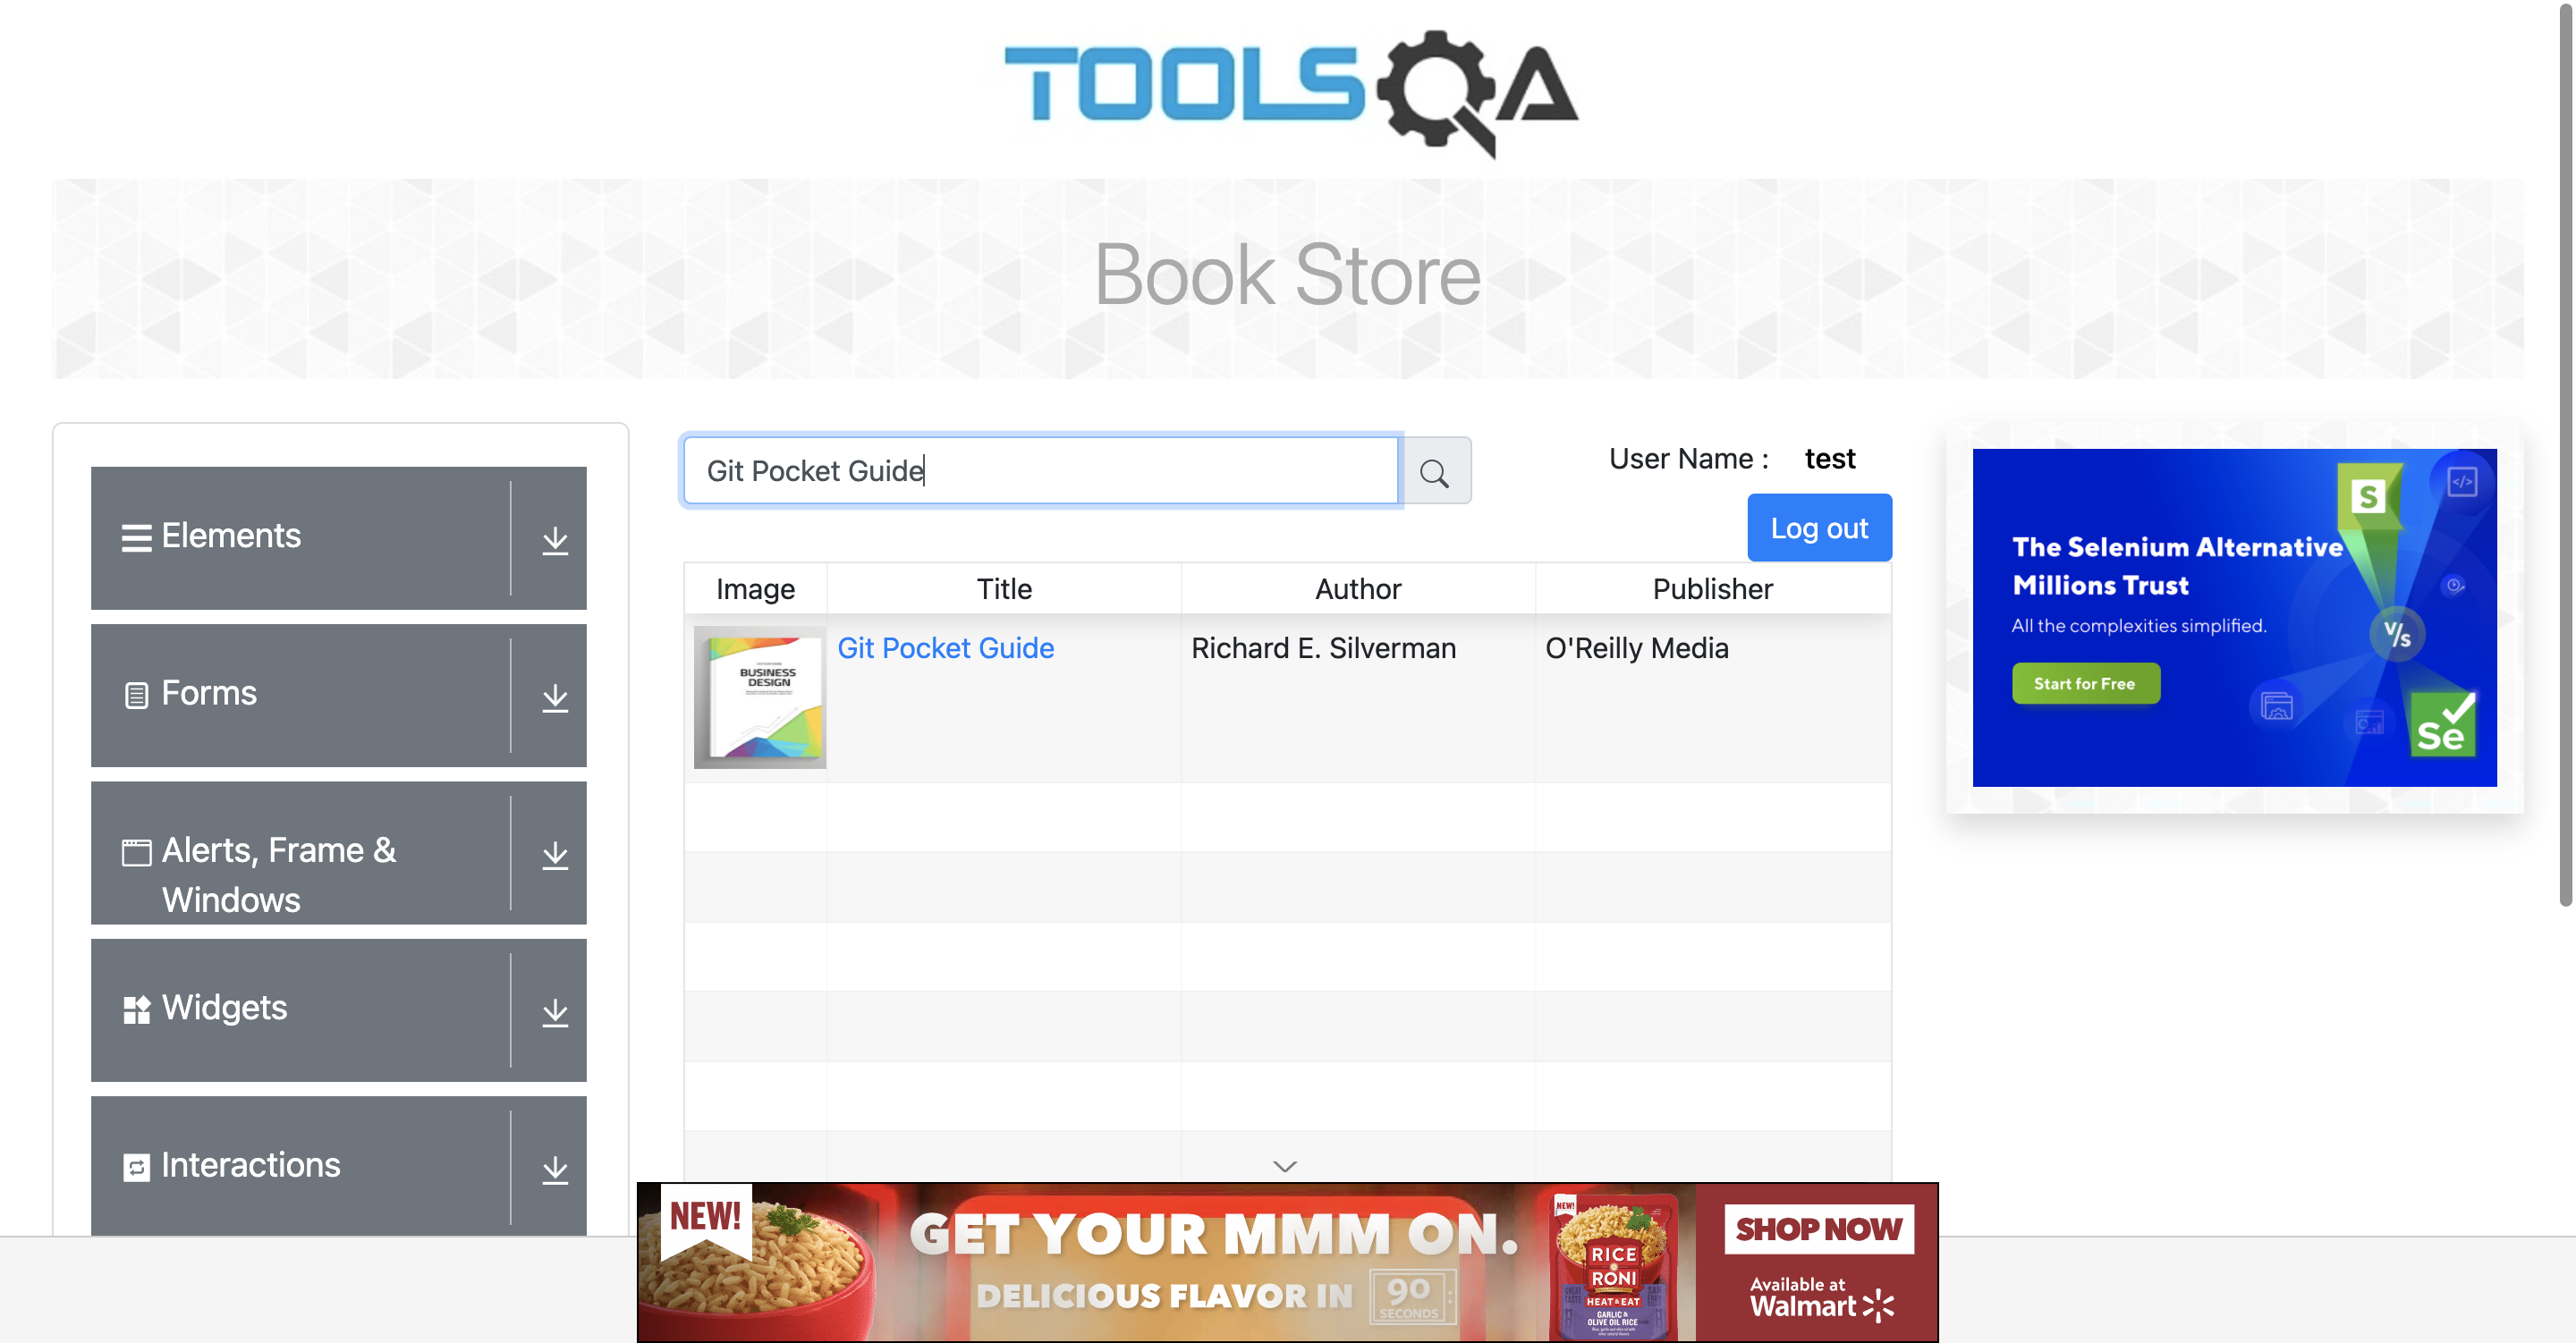 TOOLSQA
Book Store
Elements
Forms
Alerts, Frame &
Windows
Widgets
Interactions
Git Pocket Guide
User Name :
test
Log out
Image
Title
Author
Publisher
BUSINESS
DESIGN
Git Pocket Guide
Richard E. Silverman
O'Reilly Media
The Selenium Alternative
Millions Trust
All the complexities simplified.
Start for Free
S
</>
V/s
Se
NEW!
GET YOUR MMM ON.
DELICIOUS FLAVOR IN
90
SECONDS
NEW!
RICE
RONI
HEAT & EAT
GARLIC &
OLIVE OIL RICE
SHOP NOW
Available at
Walmart